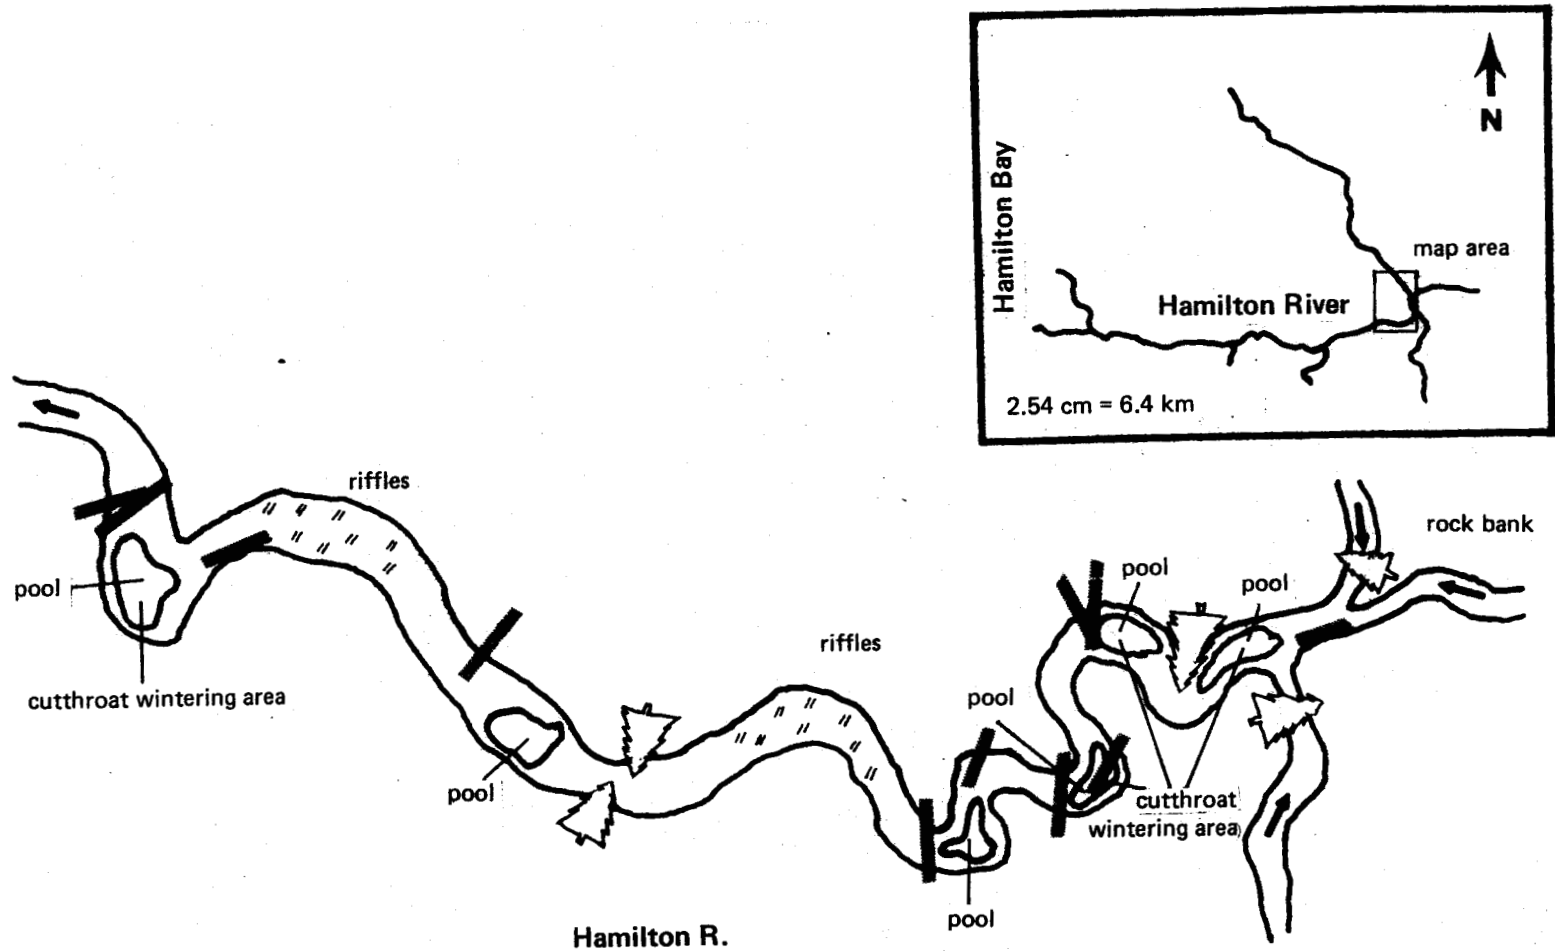 N
Hamilton Bay
map area
Hamilton River
2.54 cm = 6.4 km
riffles
rock bank
pool
pool
pool
riffles
pool
cutthroat wintering area
pool
cutthroat
wintering area
pool
Hamilton R.